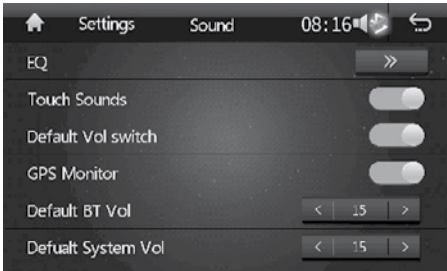 Settings Sound 08:16
EQ »
Touch Sounds
Default Vol switch
GPS Monitor
Default BT Vol < 15 >
Defualt System Vol < 15 >